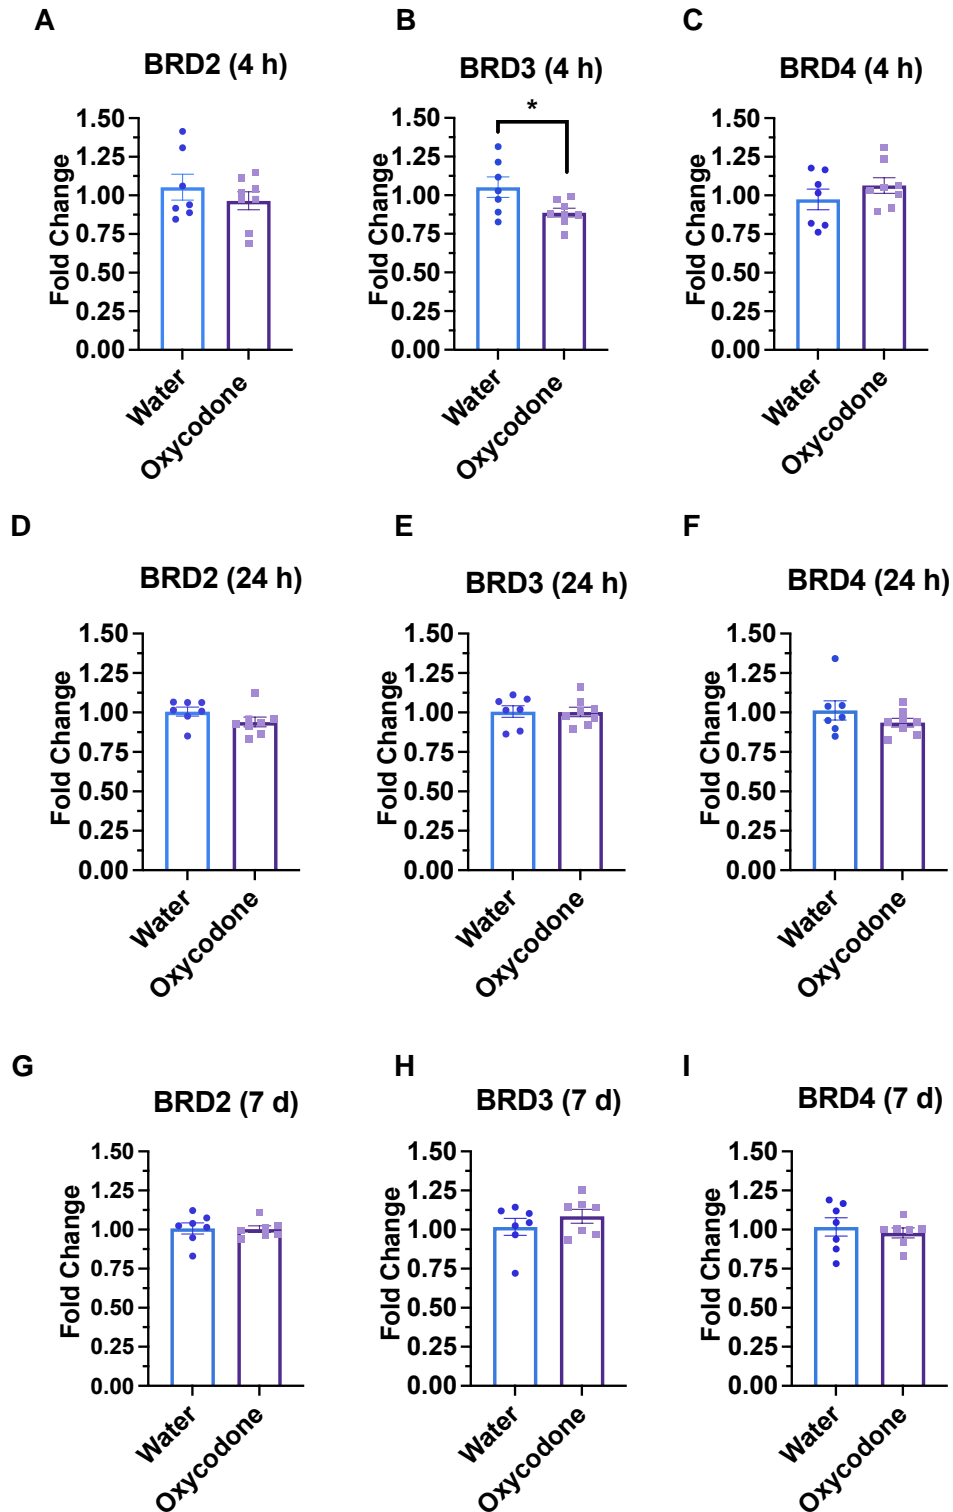 A
B
C
BRD2 (4 h)
BRD3 (4 h)
BRD4 (4 h)
*
Fold Change
1.50
1.25
1.00
0.75
0.50
0.25
0.00
Water
Oxycodone
Fold Change
1.50
1.25
1.00
0.75
0.50
0.25
0.00
Water
Oxycodone
Fold Change
1.50
1.25
1.00
0.75
0.50
0.25
0.00
Water
Oxycodone
D
E
F
BRD2 (24 h)
BRD3 (24 h)
BRD4 (24 h)
Fold Change
1.50
1.25
1.00
0.75
0.50
0.25
0.00
Water
Oxycodone
Fold Change
1.50
1.25
1.00
0.75
0.50
0.25
0.00
Water
Oxycodone
Fold Change
1.50
1.25
1.00
0.75
0.50
0.25
0.00
Water
Oxycodone
G
H
I
BRD2 (7 d)
BRD3 (7 d)
BRD4 (7 d)
Fold Change
1.50
1.25
1.00
0.75
0.50
0.25
0.00
Water
Oxycodone
Fold Change
1.50
1.25
1.00
0.75
0.50
0.25
0.00
Water
Oxycodone
Fold Change
1.50
1.25
1.00
0.75
0.50
0.25
0.00
Water
Oxycodone